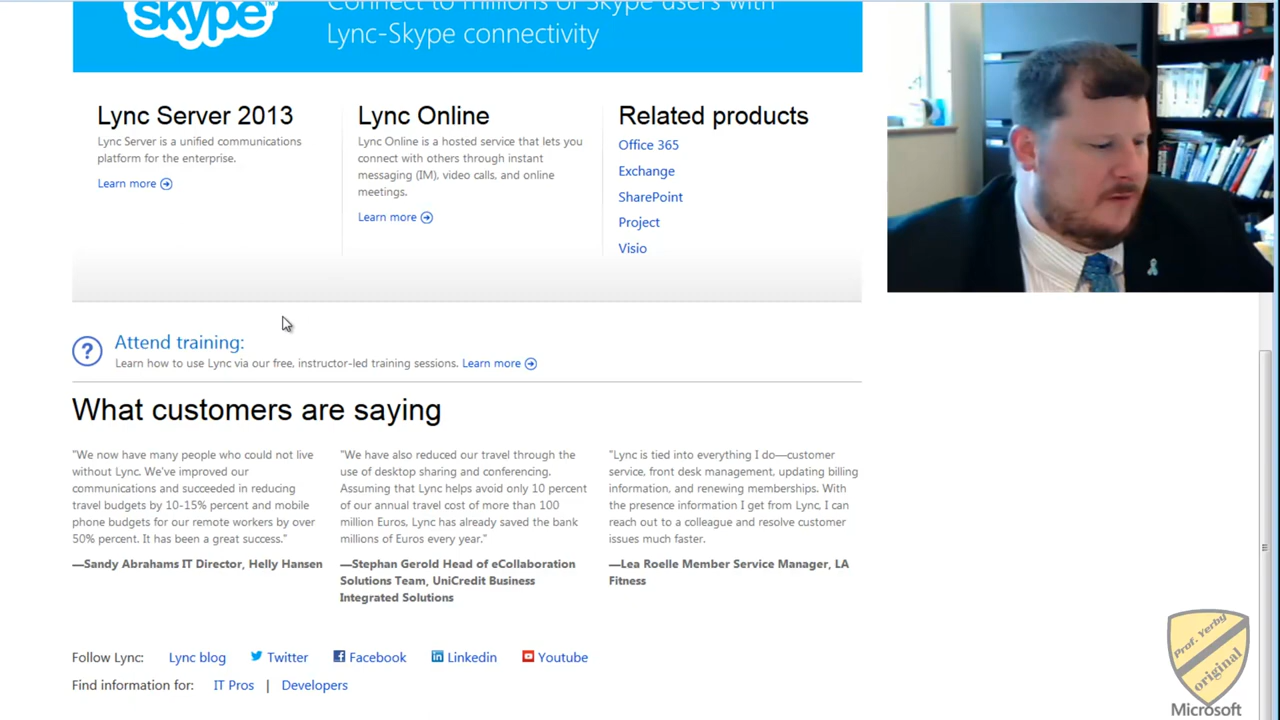 skype™
Connect to millions of Skype users with
Lync-Skype connectivity
Lync Server 2013
Lync Server is a unified communications
platform for the enterprise.
Learn more
Lync Online
Lync Online is a hosted service that lets you
connect with others through instant
messaging (IM), video calls, and online
meetings.
Learn more
Related products
Office 365
Exchange
SharePoint
Project
Visio
? Attend training:
Learn how to use Lync via our free, instructor-led training sessions. Learn more
What customers are saying
"We now have many people who could not live
without Lync. We've improved our
communications and succeeded in reducing
travel budgets by 10-15% percent and mobile
phone budgets for our remote workers by over
50% percent. It has been a great success."
—Sandy Abrahams IT Director, Helly Hansen
"We have also reduced our travel through the
use of desktop sharing and conferencing.
Assuming that Lync helps avoid only 10 percent
of our annual travel cost of more than 100
million Euros, Lync has already saved the bank
millions of Euros every year."
—Stephan Gerold Head of eCollaboration
Solutions Team, UniCredit Business
Integrated Solutions
"Lync is tied into everything I do—customer
service, front desk management, updating billing
information, and renewing memberships. With
the presence information I get from Lync, I can
reach out to a colleague and resolve customer
issues much faster.
—Lea Roelle Member Service Manager, LA
Fitness
Follow Lync: Lync blog Twitter Facebook Linkedin Youtube
Find information for: IT Pros | Developers
Prof. Yerby
original
Microsoft